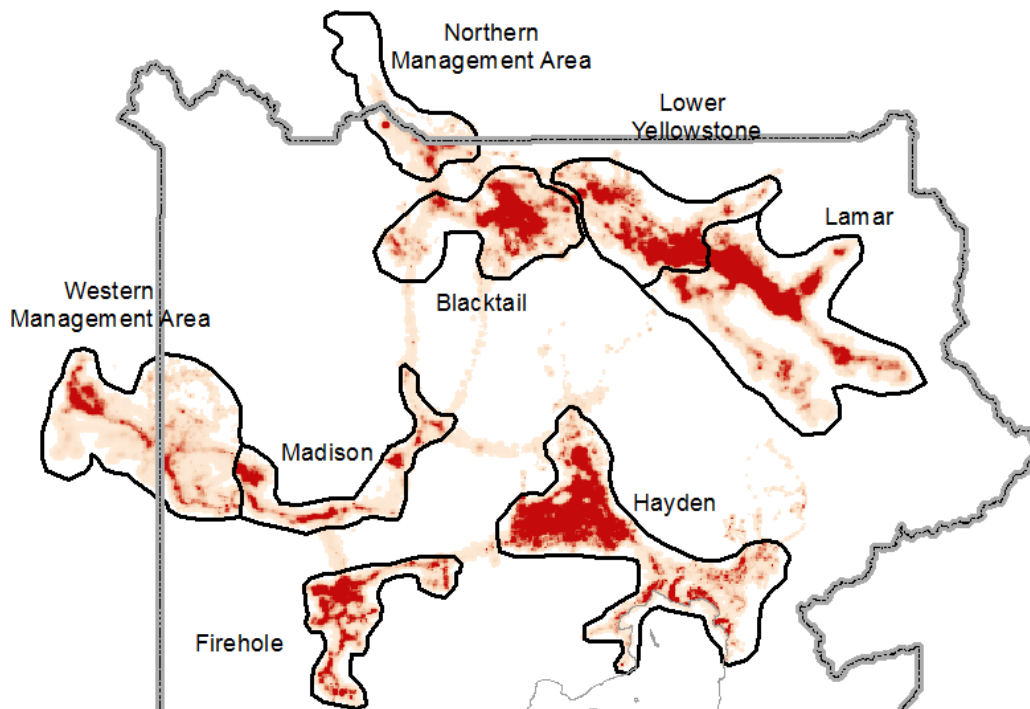 Northern
Management Area
Lower
Yellowstone
Lamar
Western
Management Area
Blacktail
Madison
Hayden
Firehole